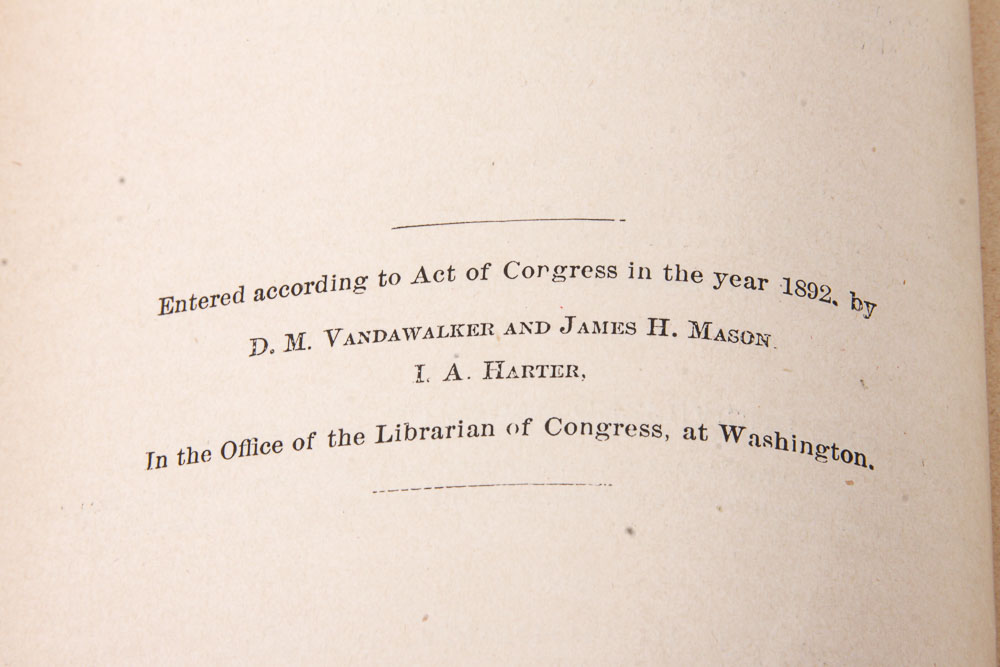 Entered according to Act of Congress in the year 1892, by
D. M. VANDAWALKER AND JAMES H. MASON.
I. A. HARTER,
In the Office of the Librarian of Congress, at Washington.